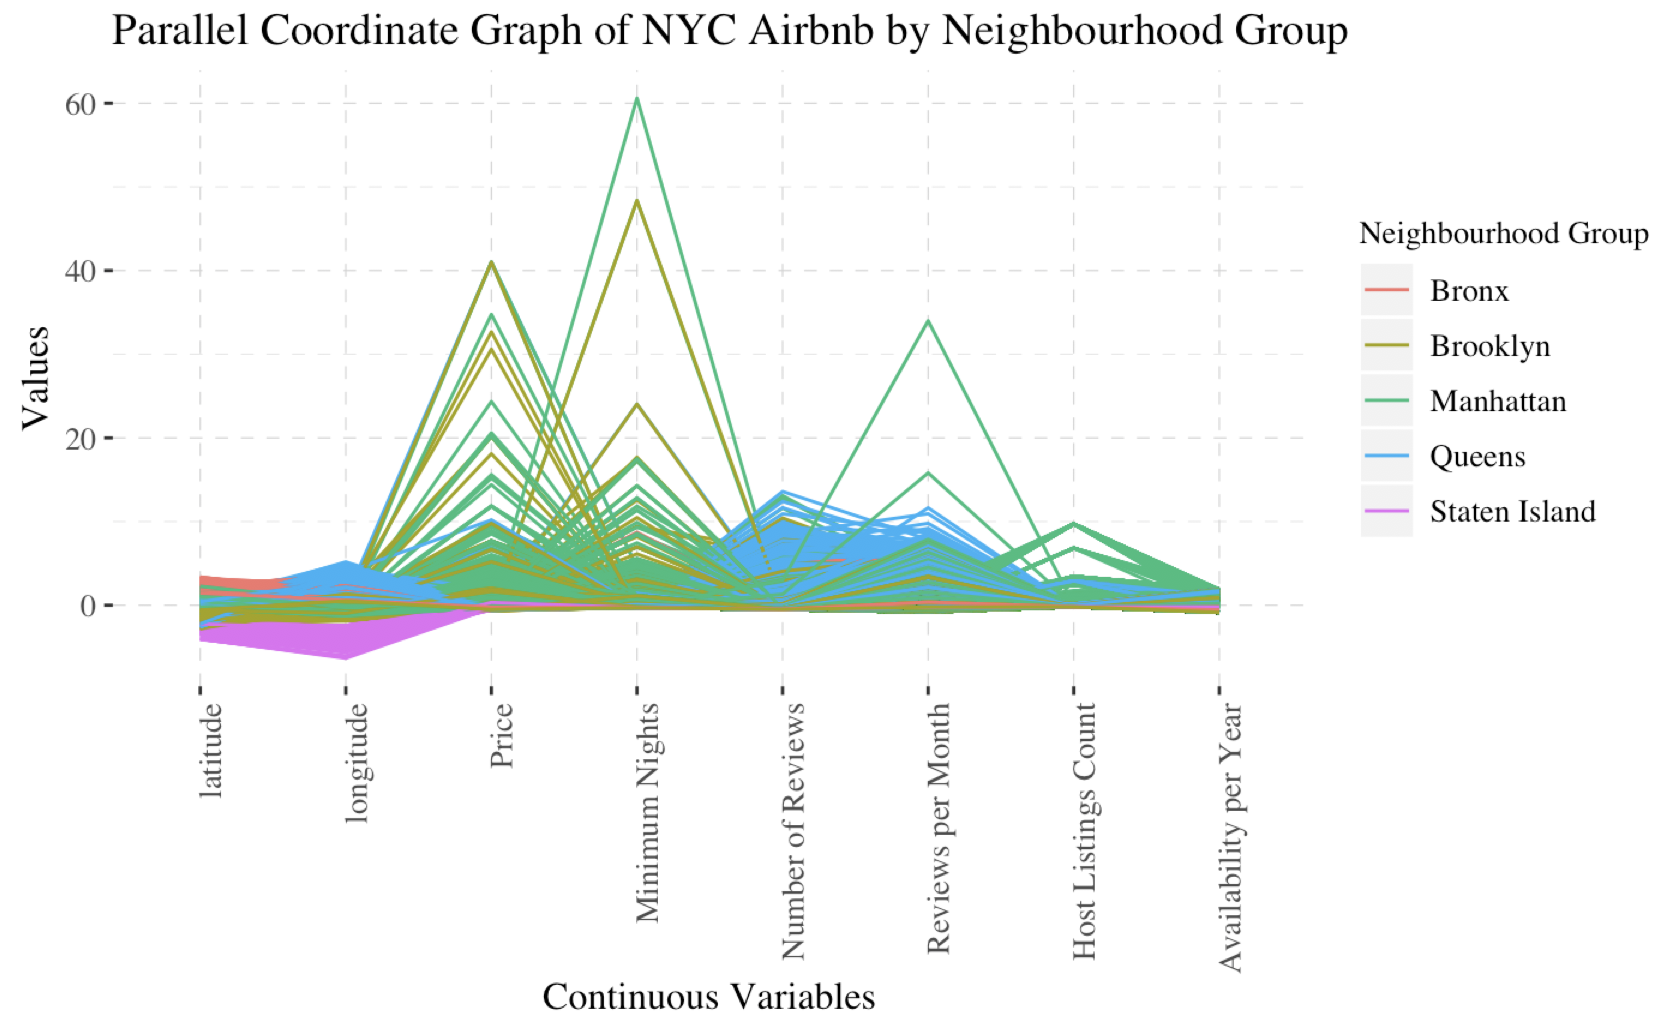 Parallel Coordinate Graph of NYC Airbnb by Neighbourhood Group
Values
60
40
20
0
latitude
longitude
Price
Minimum Nights
Number of Reviews
Reviews per Month
Host Listings Count
Availability per Year
Continuous Variables
Neighbourhood Group
Bronx
Brooklyn
Manhattan
Queens
Staten Island